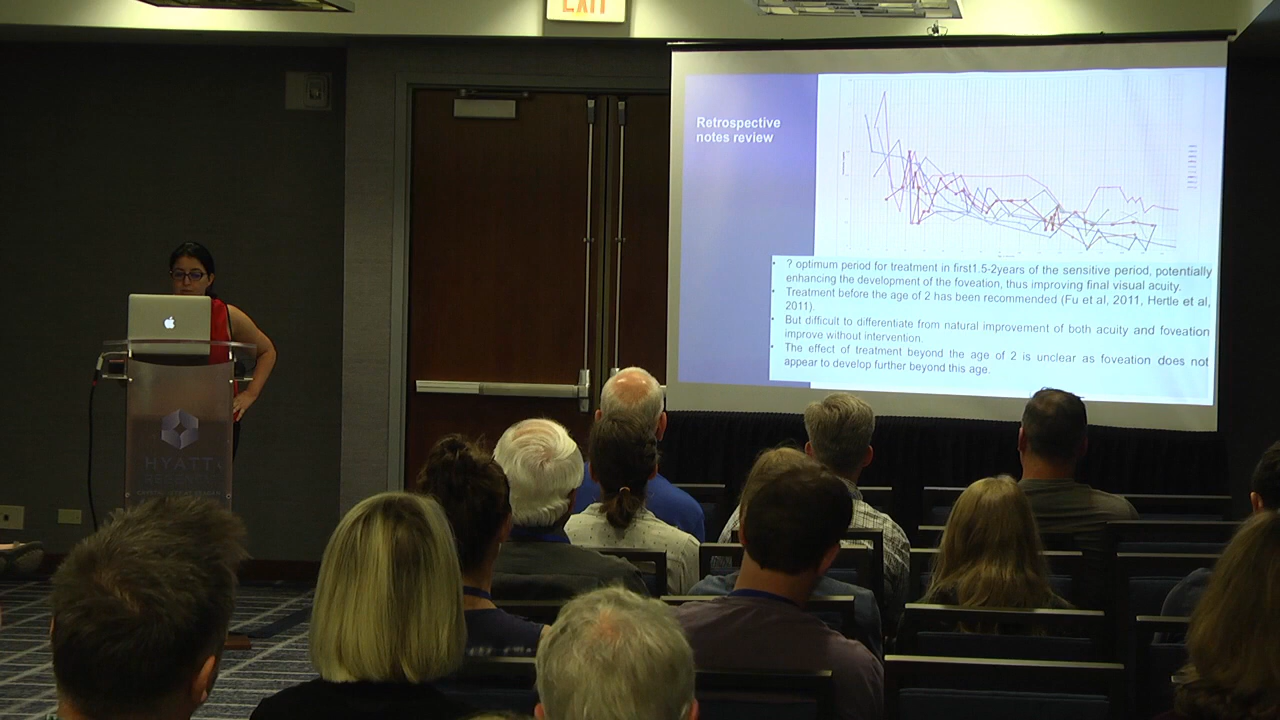 EXIT
Retrospective
notes review
• ? optimum period for treatment in first1.5-2years of the sensitive period, potentially
enhancing the development of the foveation, thus improving final visual acuity.
• Treatment before the age of 2 has been recommended (Fu et al, 2011, Hertle et al,
2011).
• But difficult to differentiate from natural improvement of both acuity and foveation
improve without intervention.
• The effect of treatment beyond the age of 2 is unclear as foveation does not
appear to develop further beyond this age.
HYATT
REGENCY